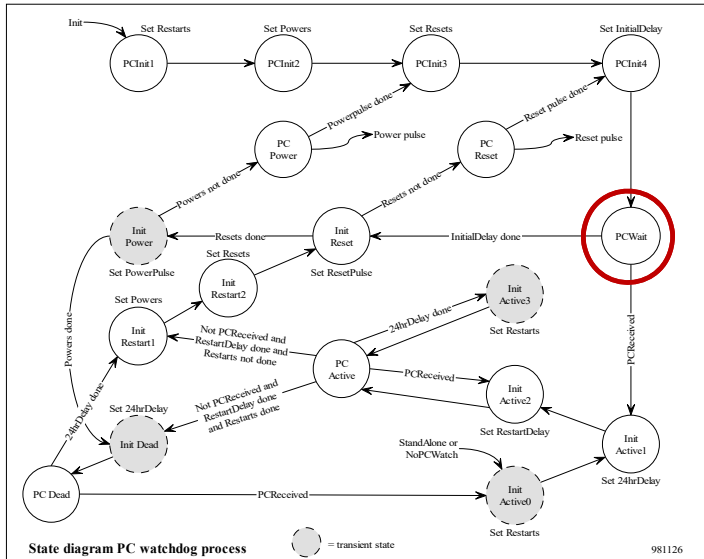 Init
Set Restarts
Set Powers
Set Resets
Set InitialDelay
PCInit1
PCInit2
PCInit3
PCInit4
Powerpulse done
Reset pulse done
PC
Power
Power pulse
PC
Reset
Reset pulse
Powers not done
Resets not done
Init
Power
Set PowerPulse
Resets done
Init
Reset
Set ResetPulse
InitialDelay done
PCWait
Set Resets
Init
Restart2
Set Powers
Init
Restart1
Powers done
24hrDelay done
Init
Active3
Set Restarts
Not PCReceived and
RestartDelay done and
Restarts not done
PC
Active
PCReceived
PCReceived
Init
Active2
Set RestartDelay
Not PCReceived and
RestartDelay done
and Restarts done
Set 24hrDelay
Init Dead
24hrDelay done
StandAlone or
NoPCWatch
Init
Active1
Set 24hrDelay
PC Dead
PCReceived
Init
Active0
Set Restarts
State diagram PC watchdog process
= transient state
981126